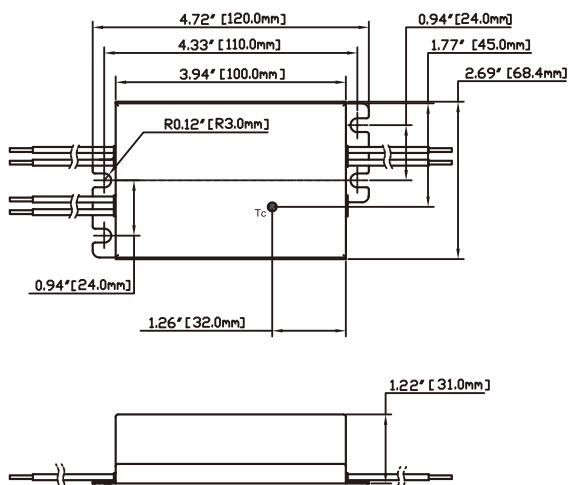 4.72″ [120.0mm]
0.94″ [24.0mm]
4.33″ [110.0mm]
1.77″ [45.0mm]
3.94″ [100.0mm]
2.69″ [68.4mm]
R0.12″ [R3.0mm]
Tc
0.94″ [24.0mm]
1.26″ [32.0mm]
1.22″ [31.0mm]